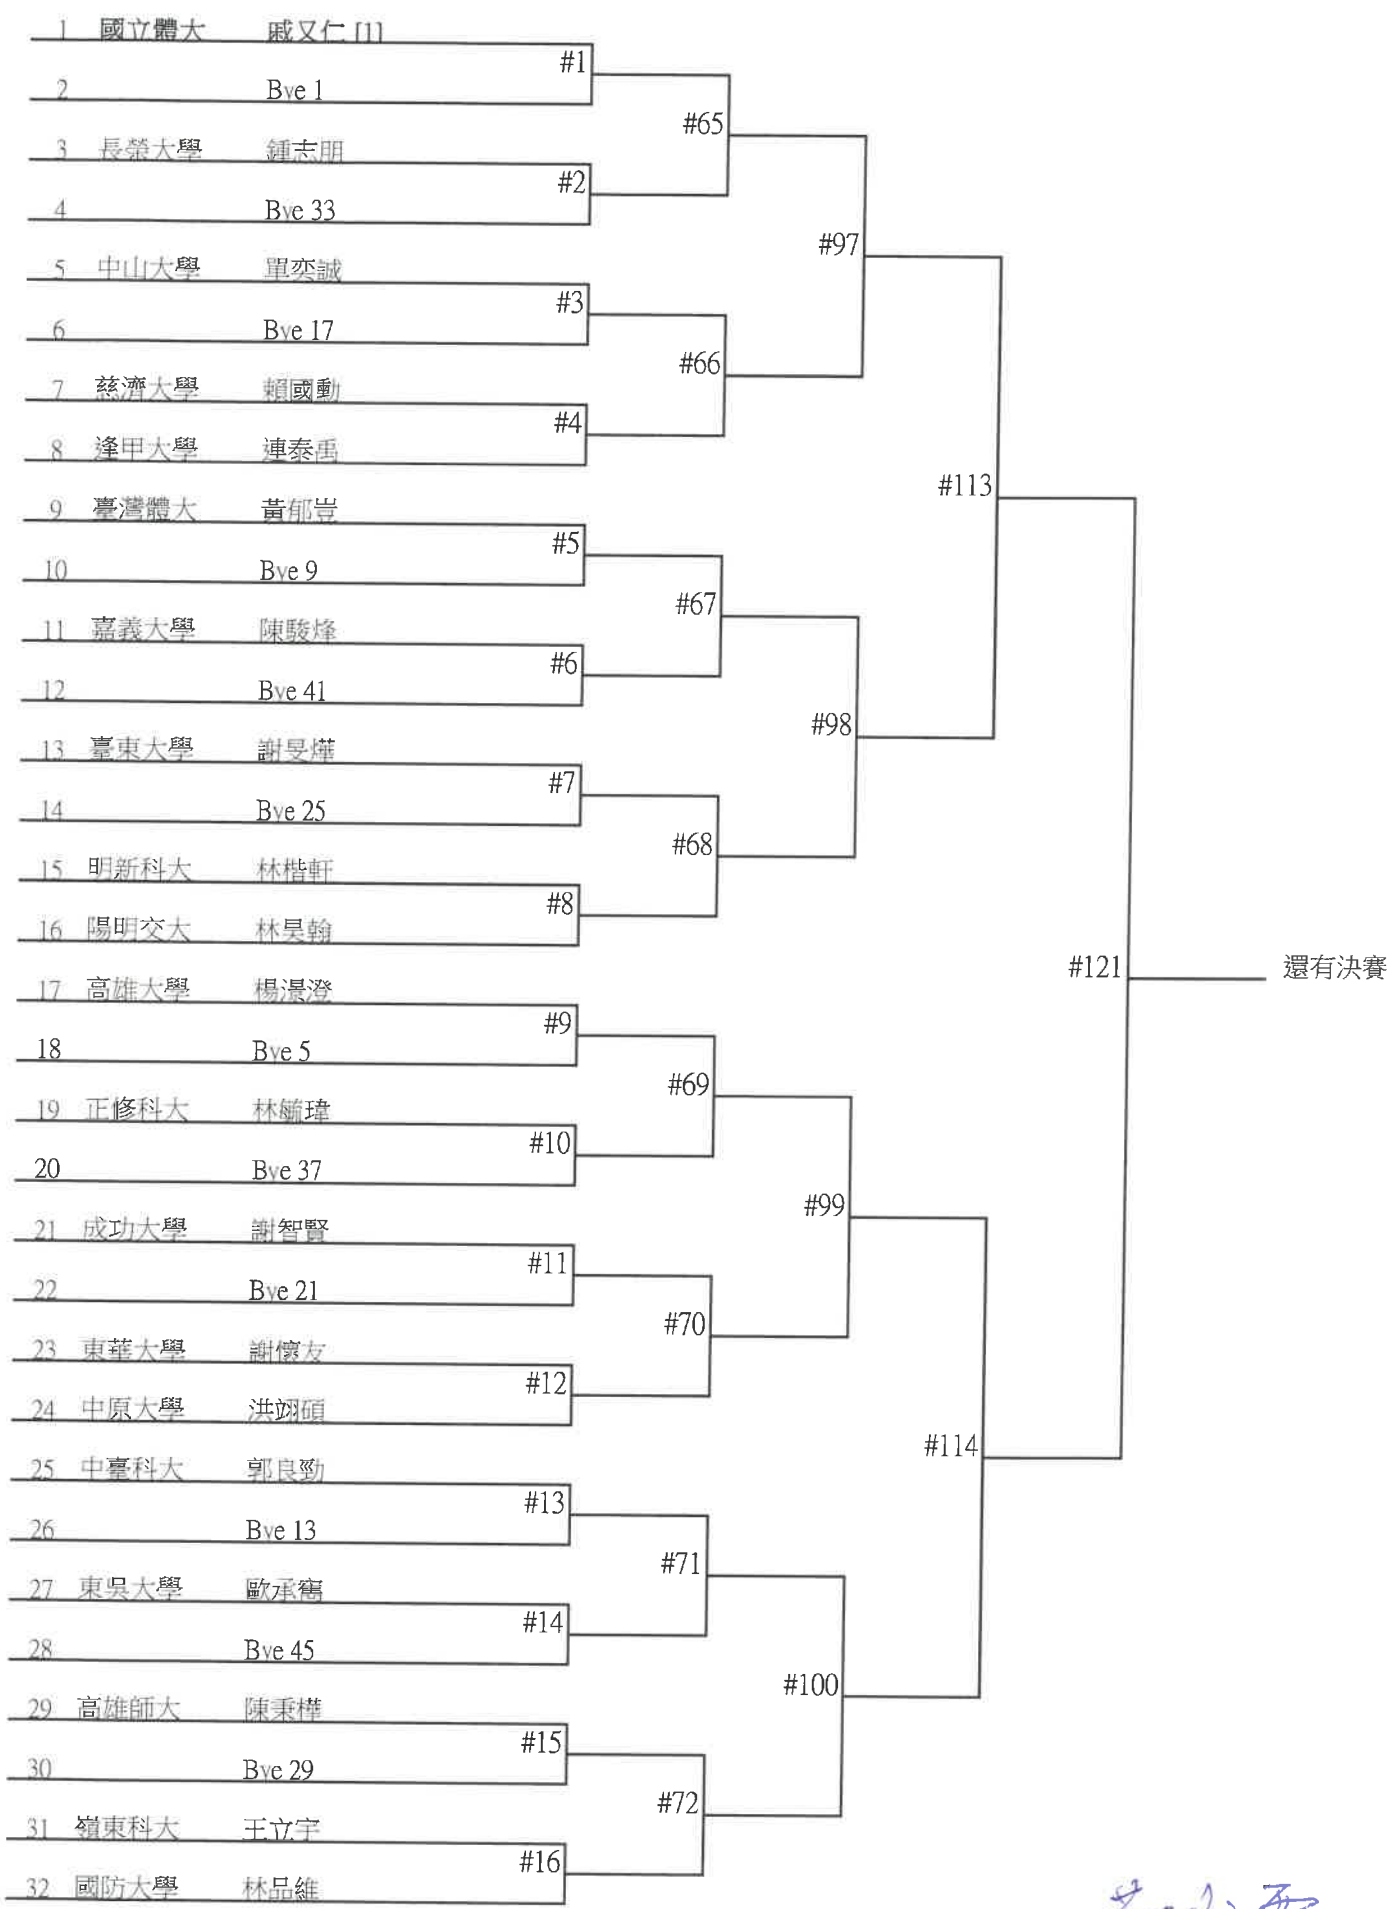 1 國立體大 戚又仁 [1]
#1
2 Bye 1
#65
3 長榮大學 鍾志朋
#2
4 Bye 33
#97
5 中山大學 單奕誠
#3
6 Bye 17
#66
7 慈濟大學 賴國動
#4
8 逢甲大學 連泰禹
#113
9 臺灣體大 黃郁豈
#5
10 Bye 9
#67
11 嘉義大學 陳駿烽
#6
12 Bye 41
#98
13 臺東大學 謝旻燁
#7
14 Bye 25
#68
15 明新科大 林楷軒
#8
16 陽明交大 林昊翰
#121 還有決賽
17 高雄大學 楊澋澄
#9
18 Bye 5
#69
19 正修科大 林毓瑋
#10
20 Bye 37
#99
21 成功大學 謝智賢
#11
22 Bye 21
#70
23 東華大學 謝懷友
#12
24 中原大學 洪翊碩
#114
25 中臺科大 郭良勁
#13
26 Bye 13
#71
27 東吳大學 歐承寯
#14
28 Bye 45
#100
29 高雄師大 陳秉樺
#15
30 Bye 29
#72
31 嶺東科大 王立宇
#16
32 國防大學 林品維